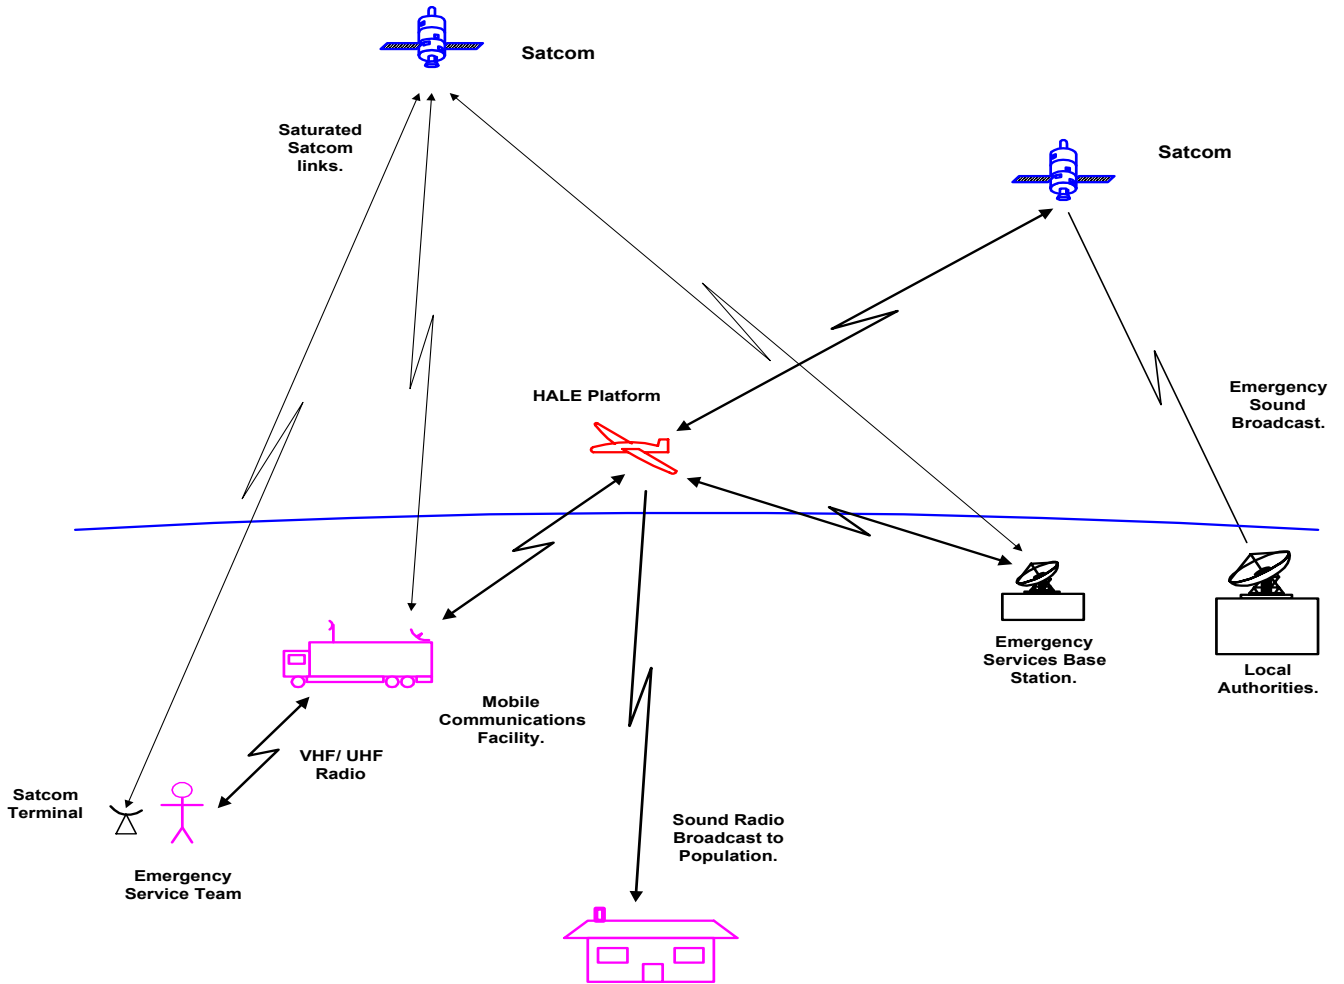 Satcom
Saturated
Satcom
links.
Satcom
HALE Platform
Emergency
Sound
Broadcast.
Emergency
Services Base
Station.
Local
Authorities.
Mobile
Communications
Facility.
VHF/ UHF
Radio
Satcom
Terminal
Sound Radio
Broadcast to
Population.
Emergency
Service Team